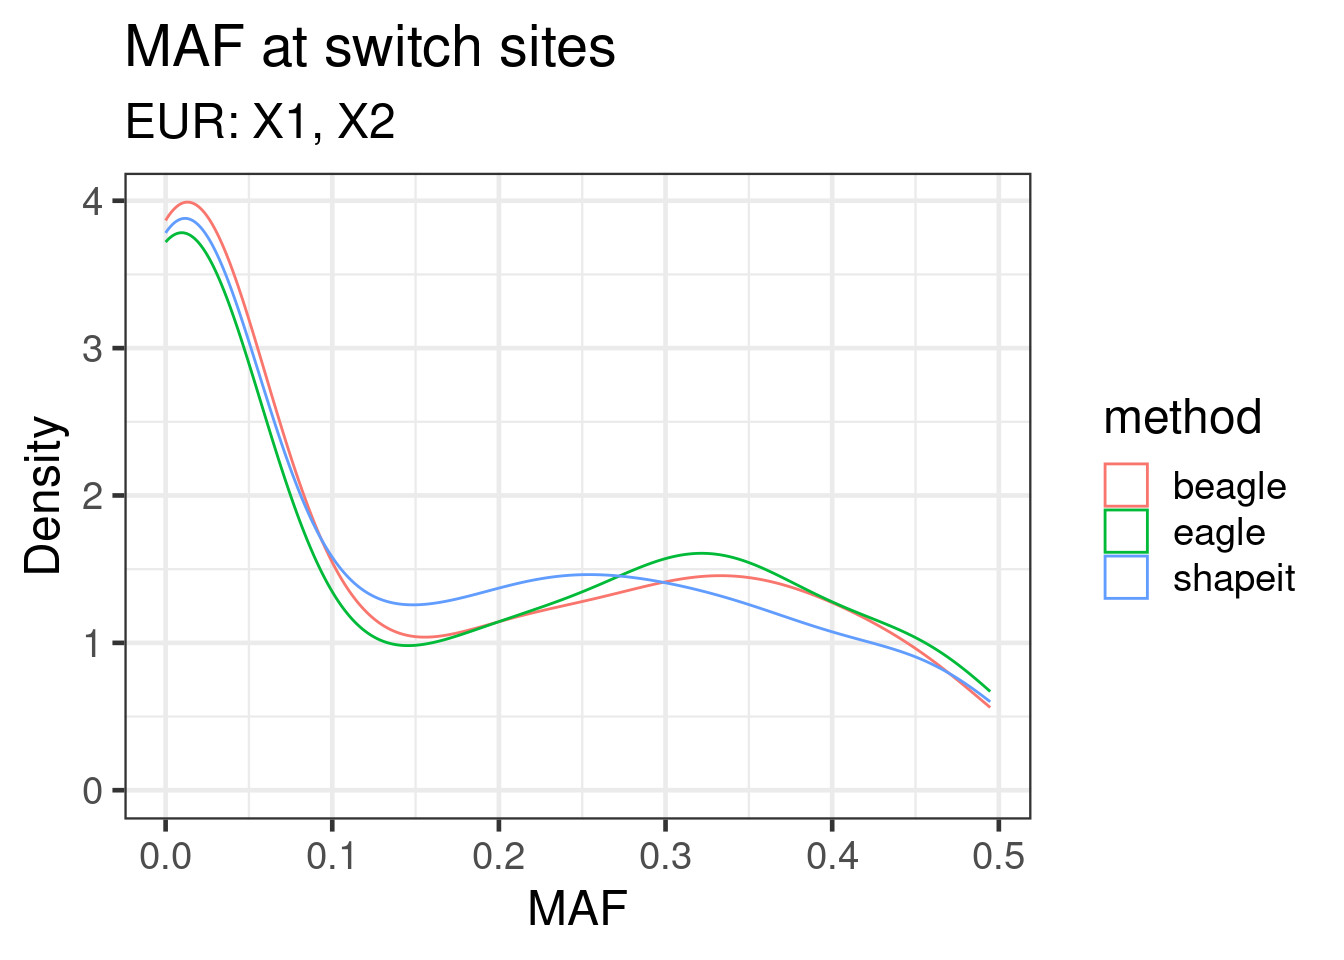 MAF at switch sites
EUR: X1, X2
Density
4
3
2
1
0
0.0 0.1 0.2 0.3 0.4 0.5
MAF
method
beagle
eagle
shapeit